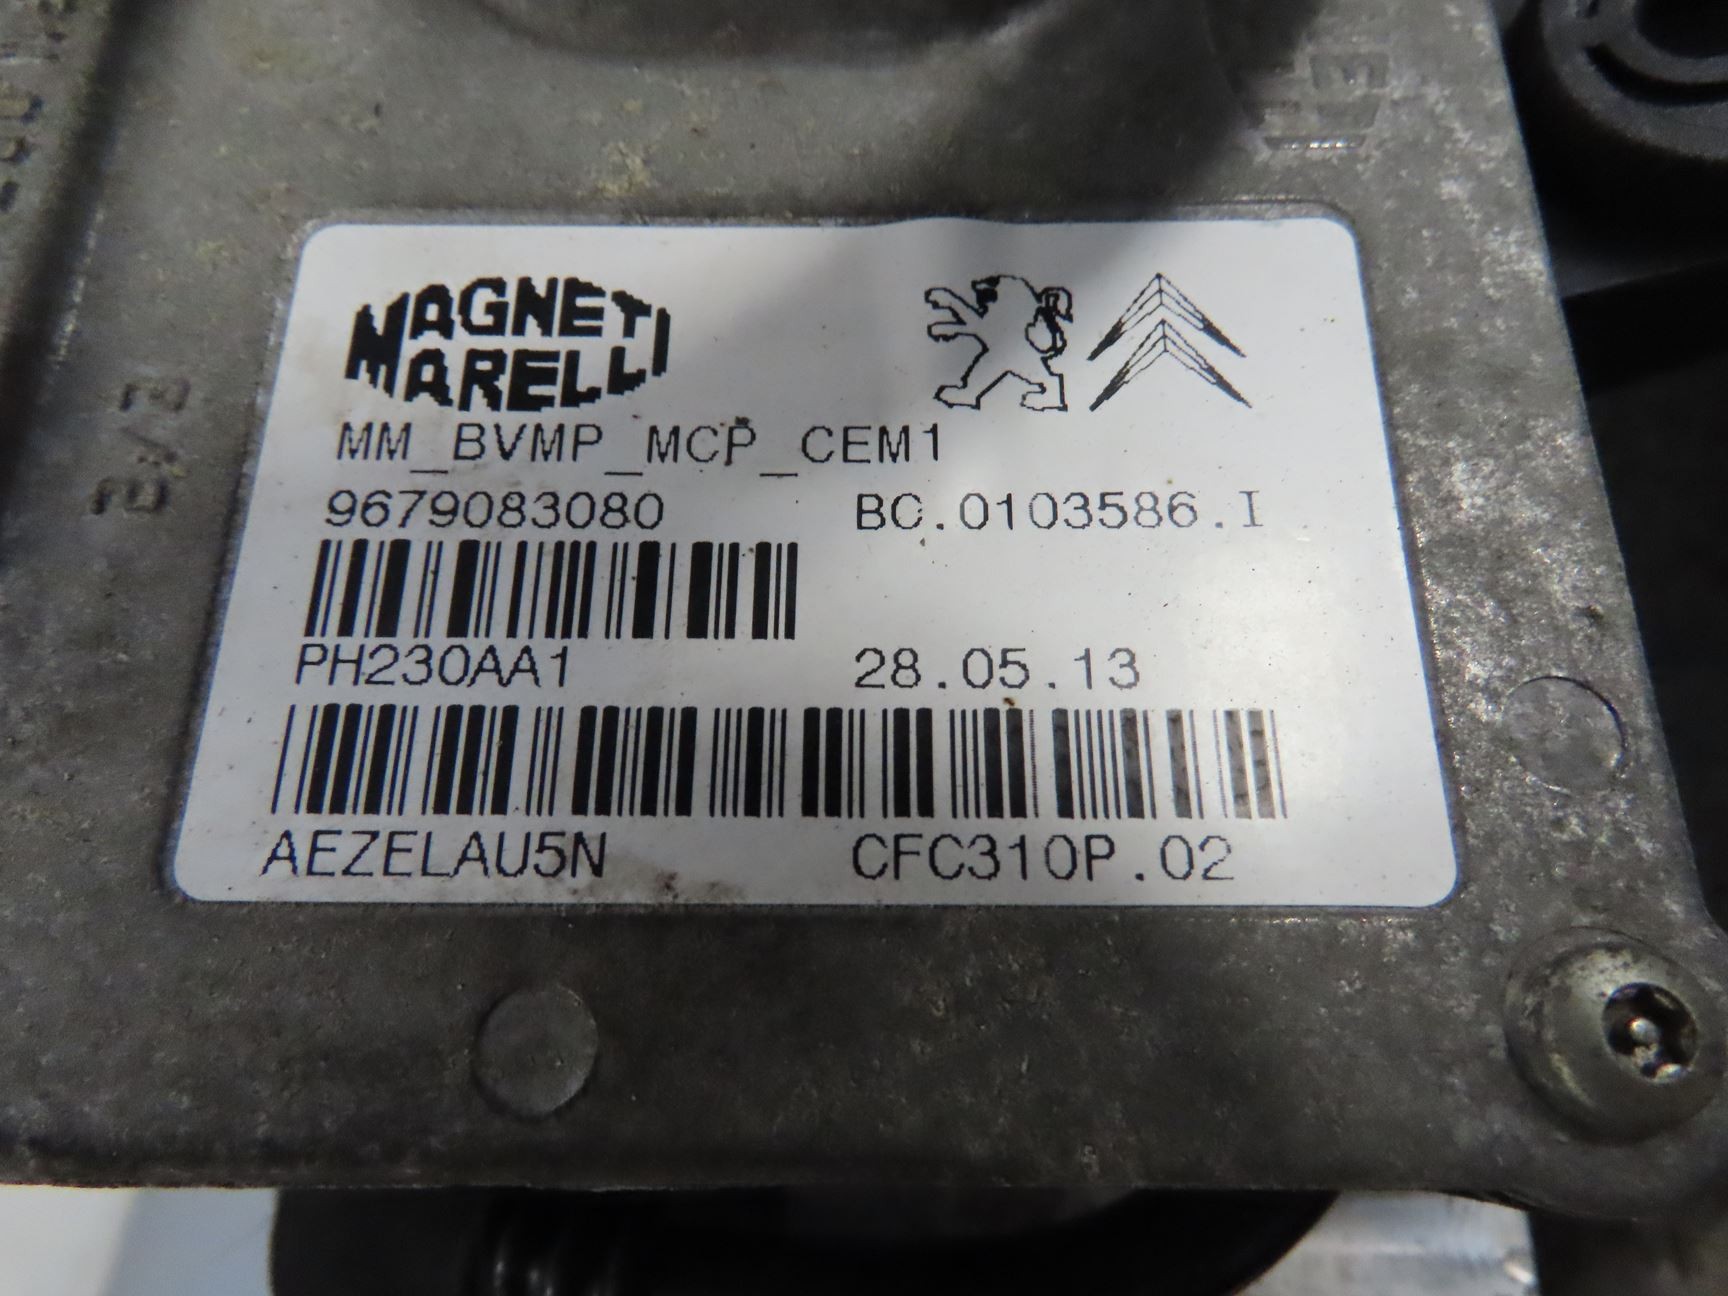 MAGNETI
MARELLI
MM_BVMP_MCP_CEM1
9679083080 BC.0103586.I
PH230AA1 28.05.13
AEZELAU5N CFC310P.02